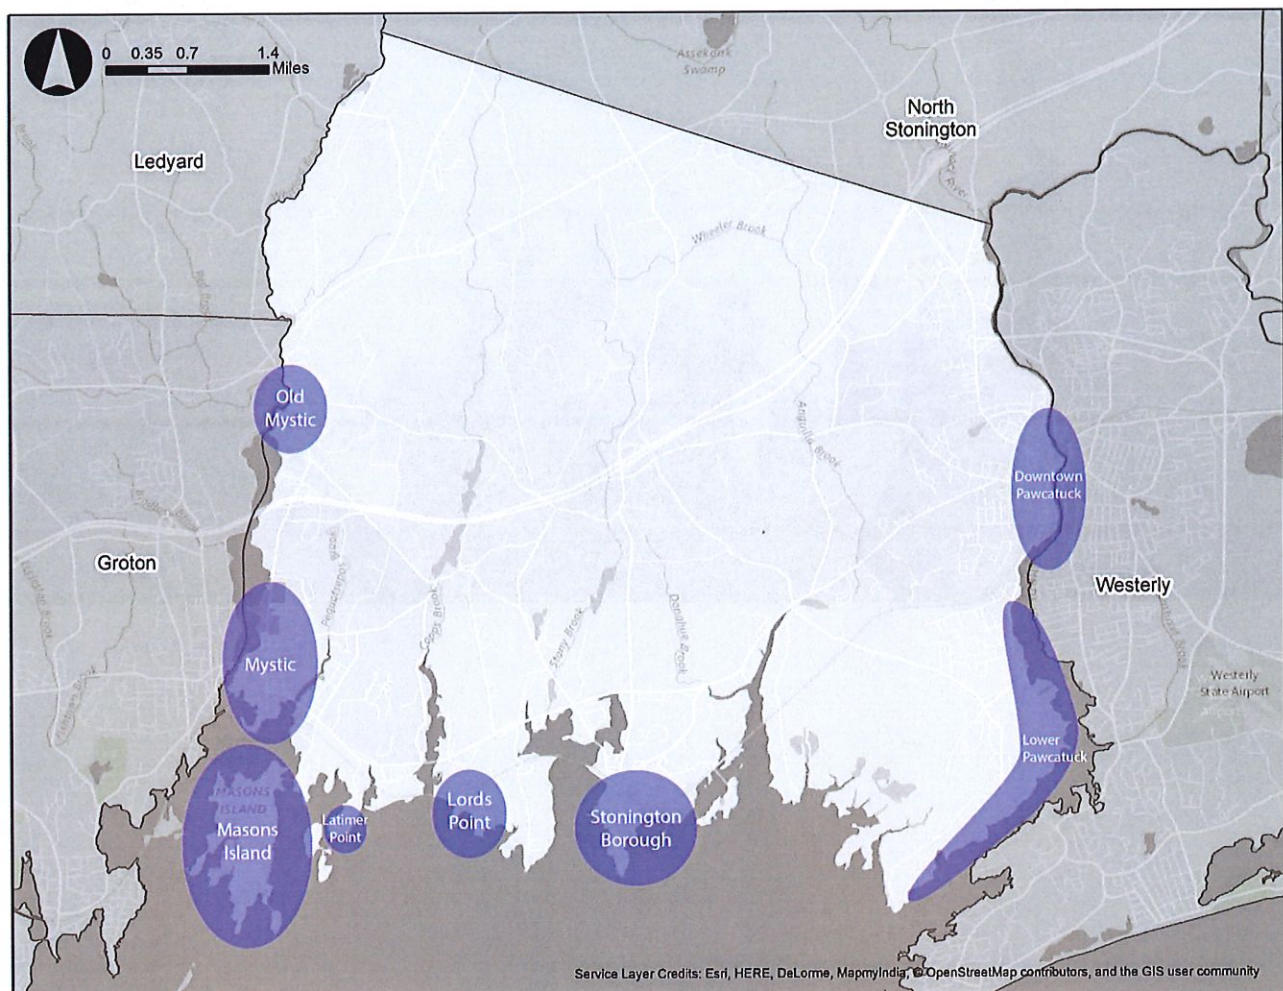 0 0.35 0.7 1.4
Miles
Assekonk
Swamp
North
Stonington
Ledyard
Wheeler Brook
Old
Mystic
Anguilla Brook
Downtown
Pawcatuck
Groton
Pequotsepos Brook
Copps Brook
Stony Brook
Donahue Brook
Westerly
Mystic
Westerly
State Airport
Lower
Pawcatuck
MASONS
ISLAND
Masons
Island
Latimer
Point
Lords
Point
Stonington
Borough
Service Layer Credits: Esri, HERE, DeLorme, MapmyIndia, © OpenStreetMap contributors, and the GIS user community